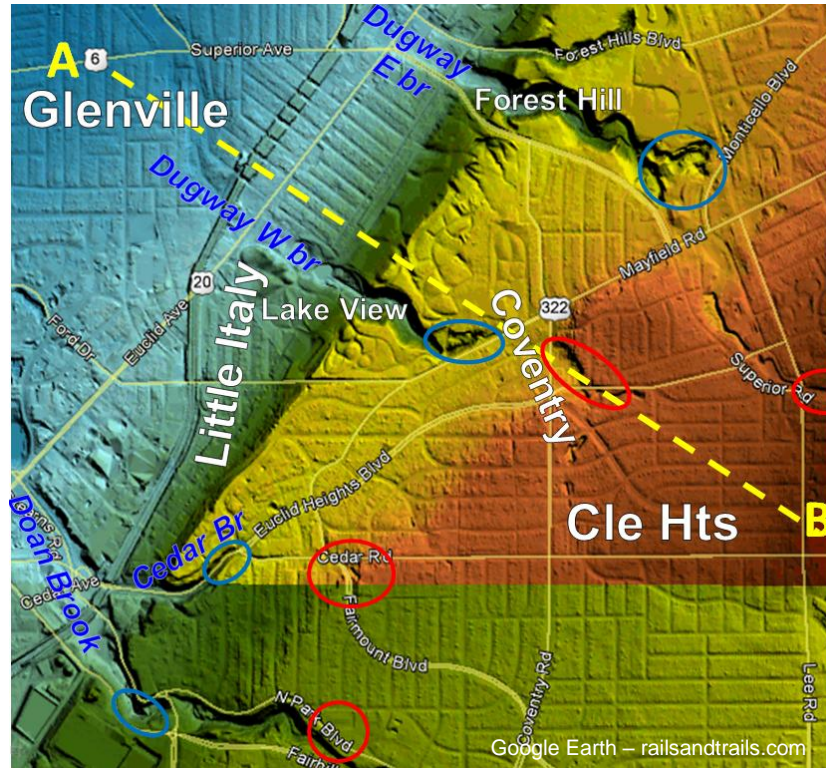 Superior Ave
Dugway
E br
Forest Hills Blvd
A
6
Glenville
Forest Hill
Monticello Blvd
Dugway W br
Mayfield Rd
20
Lake View
322
Coventry
Euclid Ave
Ford Dr
Little Italy
Superior Rd
Euclid Heights Blvd
B
Cle Hts
Doan Brook
Cedar Br
Cedar Rd
Cedar Ave
Fairmount Blvd
Coventry Rd
Lee Rd
N Park Blvd
Google Earth – railsandtrails.com